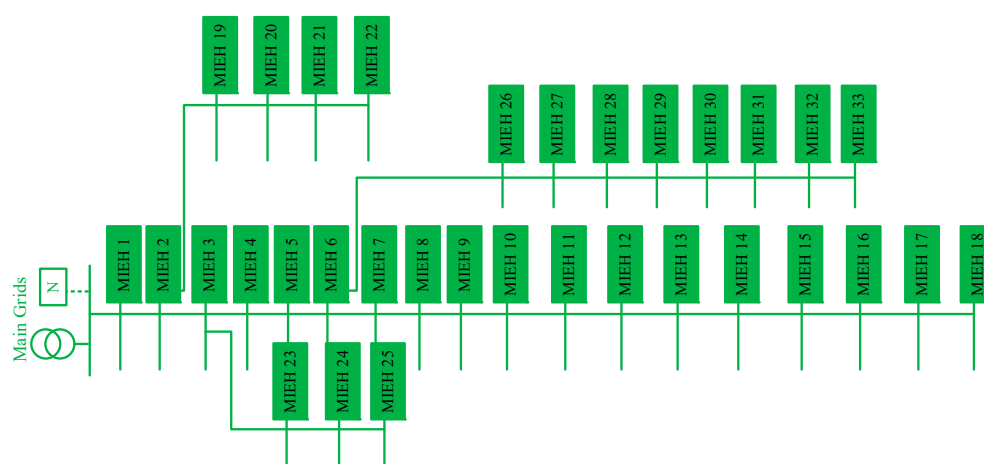 MIEH 19
MIEH 20
MIEH 21
MIEH 22
MIEH 26
MIEH 27
MIEH 28
MIEH 29
MIEH 30
MIEH 31
MIEH 32
MIEH 33
Main Grids
N
MIEH 1
MIEH 2
MIEH 3
MIEH 4
MIEH 5
MIEH 6
MIEH 7
MIEH 8
MIEH 9
MIEH 10
MIEH 11
MIEH 12
MIEH 13
MIEH 14
MIEH 15
MIEH 16
MIEH 17
MIEH 18
MIEH 23
MIEH 24
MIEH 25